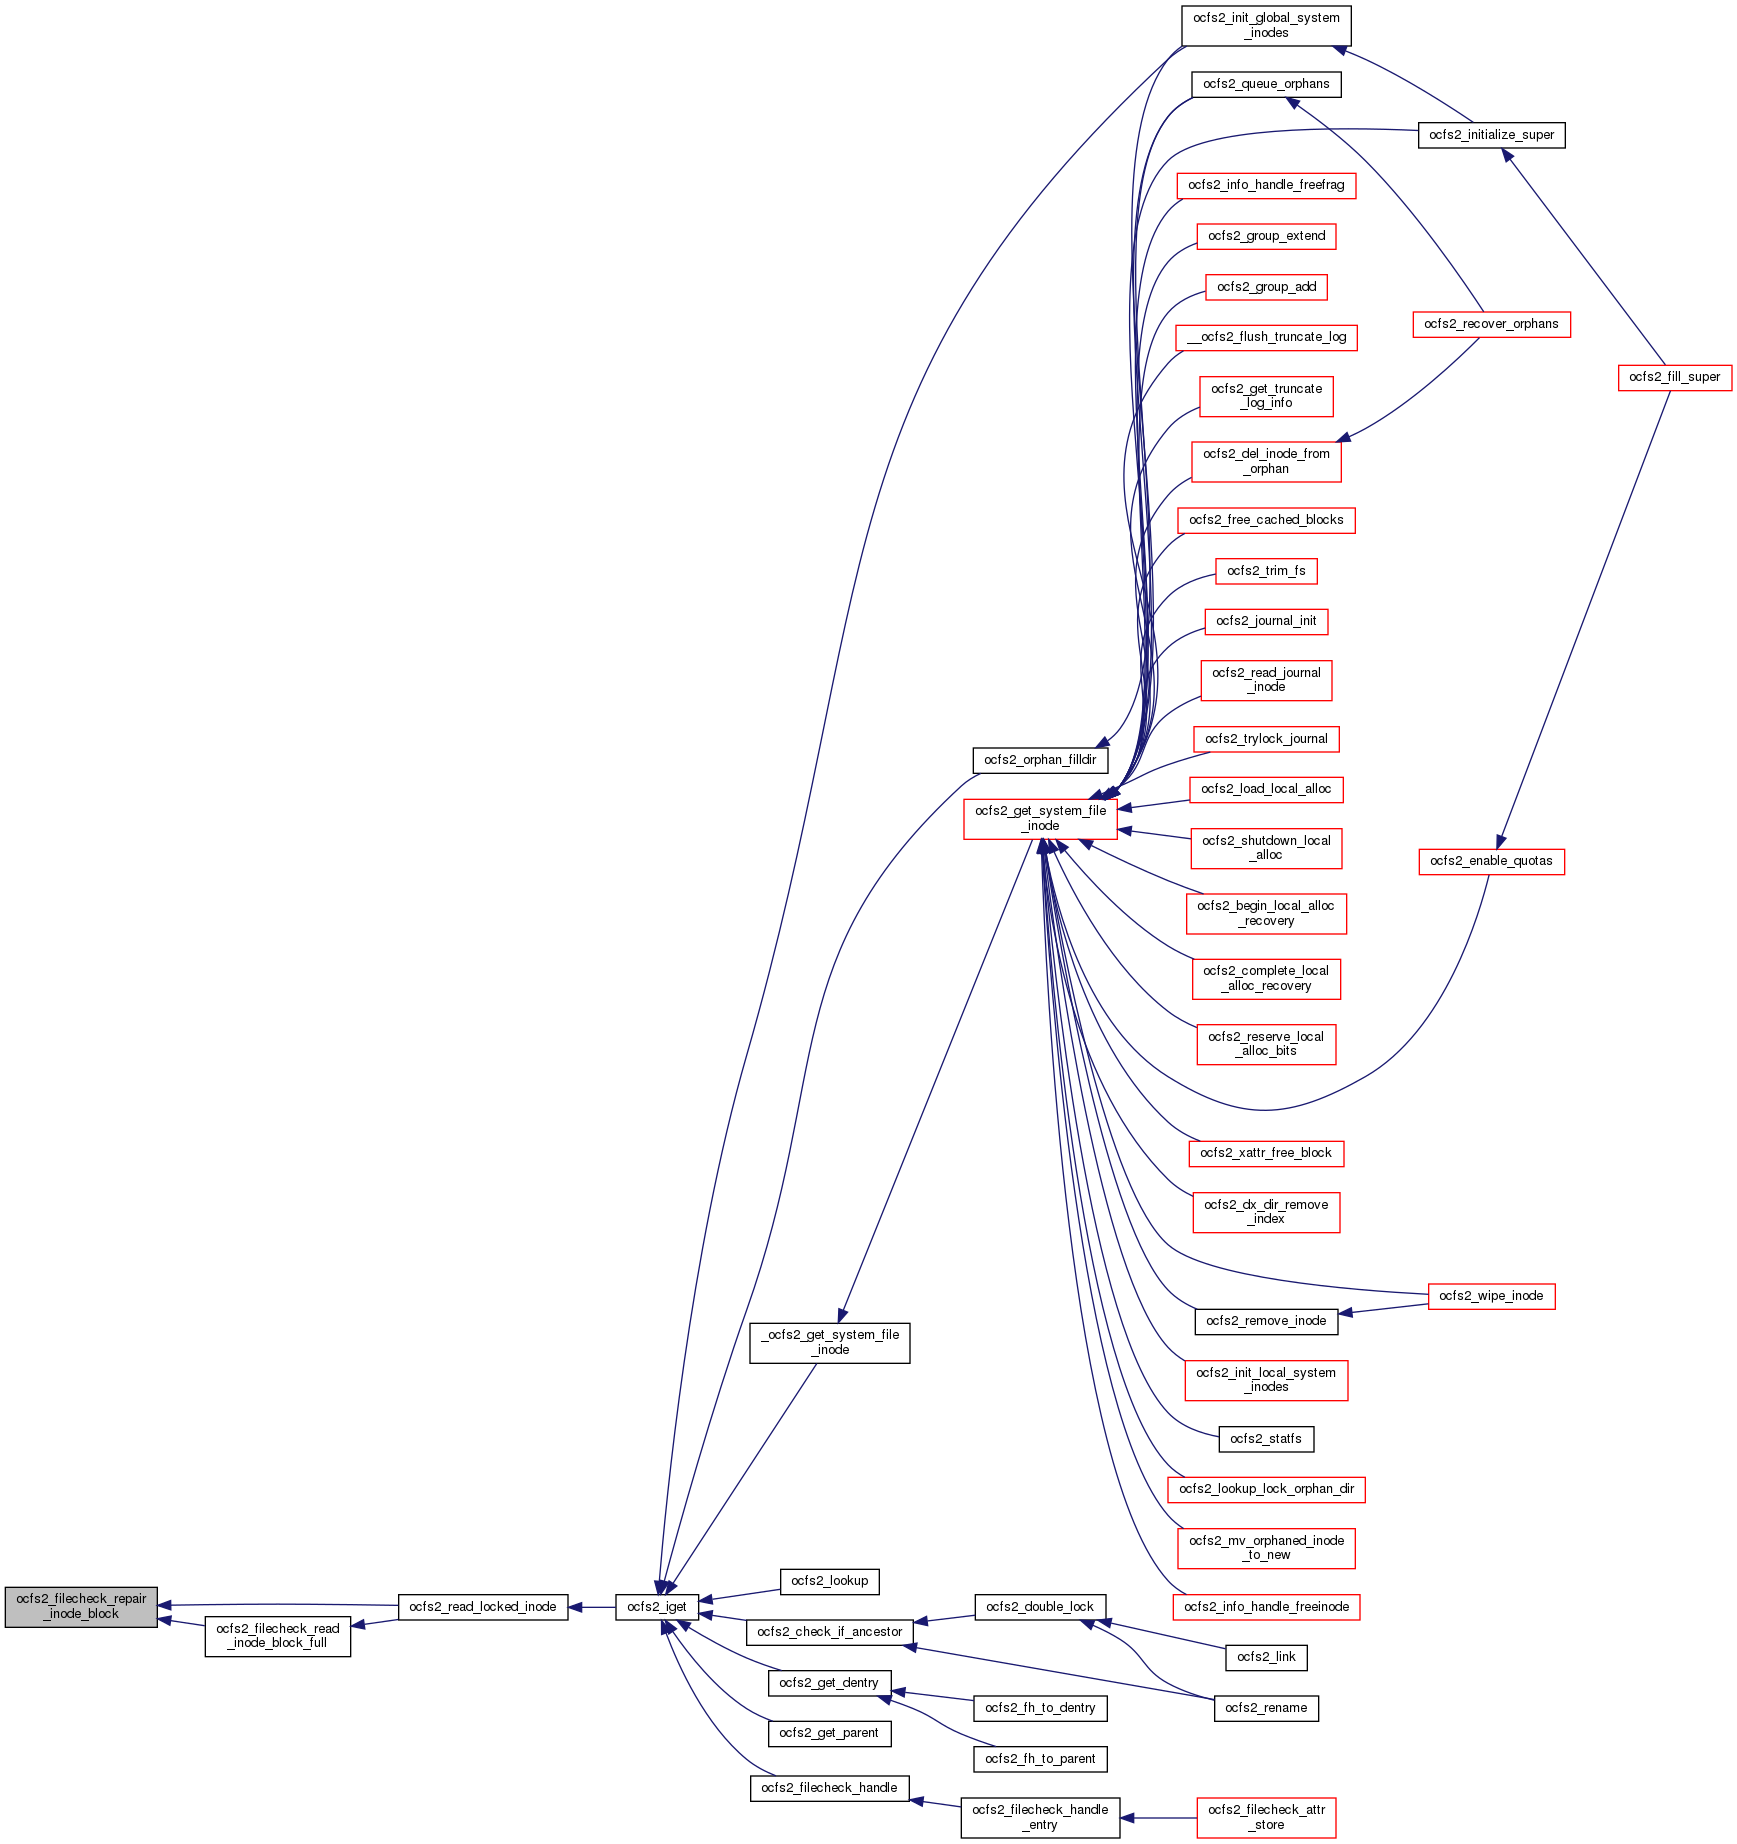 ocfs2_init_global_system
_inodes
ocfs2_queue_orphans
ocfs2_initialize_super
ocfs2_info_handle_freefrag
ocfs2_group_extend
ocfs2_group_add
ocfs2_recover_orphans
__ocfs2_flush_truncate_log
ocfs2_fill_super
ocfs2_get_truncate
_log_info
ocfs2_del_inode_from
_orphan
ocfs2_free_cached_blocks
ocfs2_trim_fs
ocfs2_journal_init
ocfs2_read_journal
_inode
ocfs2_trylock_journal
ocfs2_orphan_filldir
ocfs2_load_local_alloc
ocfs2_get_system_file
_inode
ocfs2_shutdown_local
_alloc
ocfs2_enable_quotas
ocfs2_begin_local_alloc
_recovery
ocfs2_complete_local
_alloc_recovery
ocfs2_reserve_local
_alloc_bits
ocfs2_xattr_free_block
ocfs2_dx_dir_remove
_index
ocfs2_wipe_inode
ocfs2_remove_inode
_ocfs2_get_system_file
_inode
ocfs2_init_local_system
_inodes
ocfs2_statfs
ocfs2_lookup_lock_orphan_dir
ocfs2_mv_orphaned_inode
_to_new
ocfs2_lookup
ocfs2_filecheck_repair
_inode_block
ocfs2_read_locked_inode
ocfs2_iget
ocfs2_double_lock
ocfs2_info_handle_freeinode
ocfs2_filecheck_read
_inode_block_full
ocfs2_check_if_ancestor
ocfs2_link
ocfs2_get_dentry
ocfs2_fh_to_dentry
ocfs2_rename
ocfs2_get_parent
ocfs2_fh_to_parent
ocfs2_filecheck_handle
ocfs2_filecheck_handle
_entry
ocfs2_filecheck_attr
_store